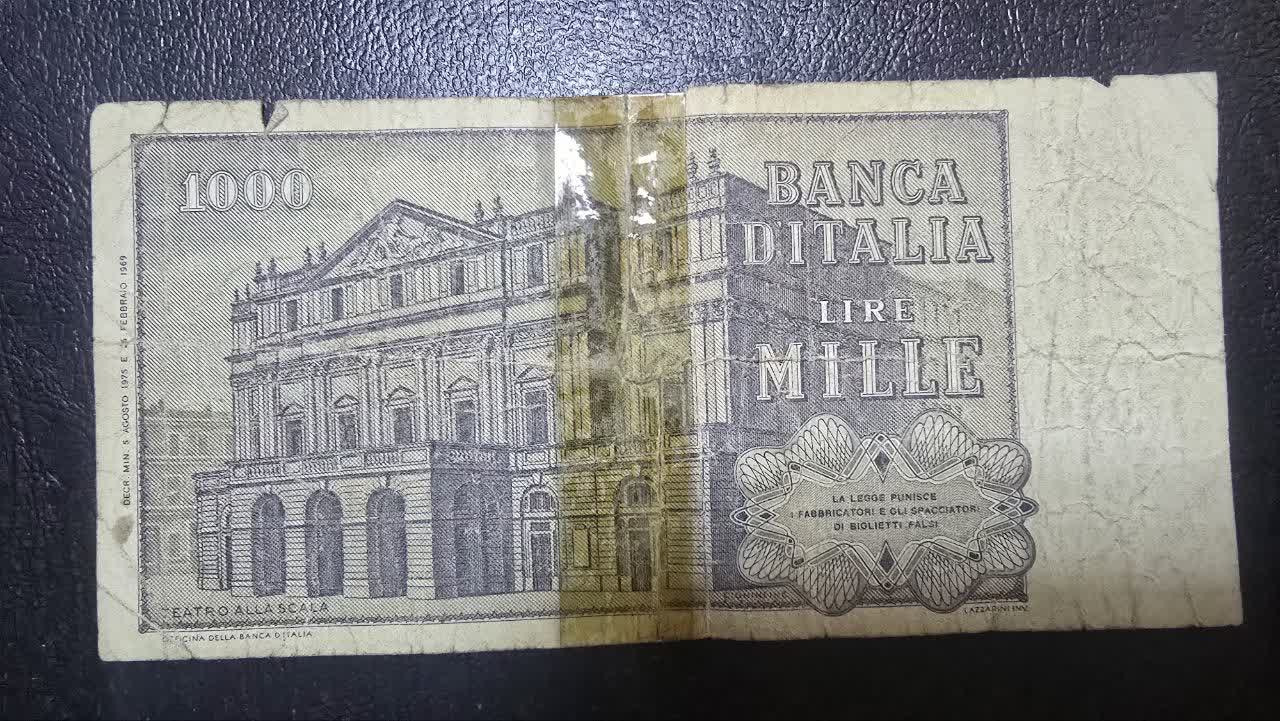 1000
BANCA
D'ITALIA
LIRE
MILLE
DECR. MIN. 5 AGOSTO 1975 E 25 FEBBRAIO 1969
LA LEGGE PUNISCE
I FABBRICATORI E GLI SPACCIATORI
DI BIGLIETTI FALSI
TEATRO ALLA SCALA
OFFICINA DELLA BANCA D'ITALIA
LAZZARINI INV.